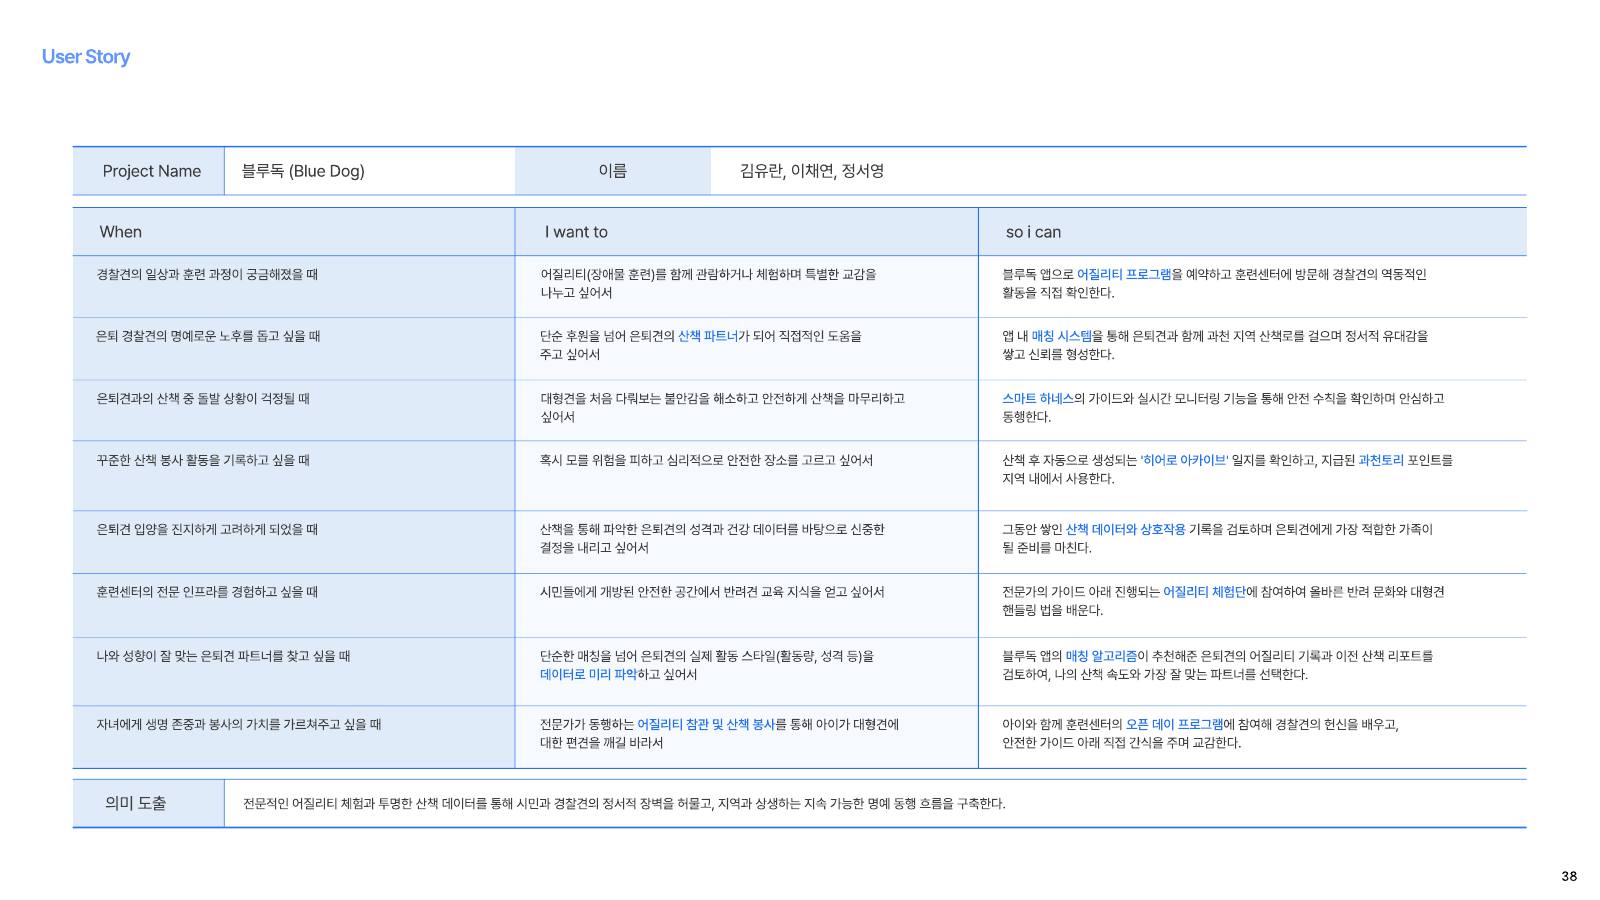 User Story
Project Name
블루독 (Blue Dog)
이름
김유란, 이채연, 정서영
When
I want to
so i can
경찰견의 일상과 훈련 과정이 궁금해졌을 때
어질리티(장애물 훈련)를 함께 관람하거나 체험하며 특별한 교감을
나누고 싶어서
블루독 앱으로 어질리티 프로그램을 예약하고 훈련센터에 방문해 경찰견의 역동적인
활동을 직접 확인한다.
은퇴 경찰견의 명예로운 노후를 돕고 싶을 때
단순 후원을 넘어 은퇴견의 산책 파트너가 되어 직접적인 도움을
주고 싶어서
앱 내 매칭 시스템을 통해 은퇴견과 함께 과천 지역 산책로를 걸으며 정서적 유대감을
쌓고 신뢰를 형성한다.
은퇴견과의 산책 중 돌발 상황이 걱정될 때
대형견을 처음 다뤄보는 불안감을 해소하고 안전하게 산책을 마무리하고
싶어서
스마트 하네스의 가이드와 실시간 모니터링 기능을 통해 안전 수칙을 확인하며 안심하고
동행한다.
꾸준한 산책 봉사 활동을 기록하고 싶을 때
혹시 모를 위험을 피하고 심리적으로 안전한 장소를 고르고 싶어서
산책 후 자동으로 생성되는 '히어로 아카이브' 일지를 확인하고, 지급된 과천토리 포인트를
지역 내에서 사용한다.
은퇴견 입양을 진지하게 고려하게 되었을 때
산책을 통해 파악한 은퇴견의 성격과 건강 데이터를 바탕으로 신중한
결정을 내리고 싶어서
그동안 쌓인 산책 데이터와 상호작용 기록을 검토하며 은퇴견에게 가장 적합한 가족이
될 준비를 마친다.
훈련센터의 전문 인프라를 경험하고 싶을 때
시민들에게 개방된 안전한 공간에서 반려견 교육 지식을 얻고 싶어서
전문가의 가이드 아래 진행되는 어질리티 체험단에 참여하여 올바른 반려 문화와 대형견
핸들링 법을 배운다.
나와 성향이 잘 맞는 은퇴견 파트너를 찾고 싶을 때
단순한 매칭을 넘어 은퇴견의 실제 활동 스타일(활동량, 성격 등)을
데이터로 미리 파악하고 싶어서
블루독 앱의 매칭 알고리즘이 추천해준 은퇴견의 어질리티 기록과 이전 산책 리포트를
검토하여, 나의 산책 속도와 가장 잘 맞는 파트너를 선택한다.
자녀에게 생명 존중과 봉사의 가치를 가르쳐주고 싶을 때
전문가가 동행하는 어질리티 참관 및 산책 봉사를 통해 아이가 대형견에
대한 편견을 깨길 바라서
아이와 함께 훈련센터의 오픈 데이 프로그램에 참여해 경찰견의 헌신을 배우고,
안전한 가이드 아래 직접 간식을 주며 교감한다.
의미 도출
전문적인 어질리티 체험과 투명한 산책 데이터를 통해 시민과 경찰견의 정서적 장벽을 허물고, 지역과 상생하는 지속 가능한 명예 동행 흐름을 구축한다.
38